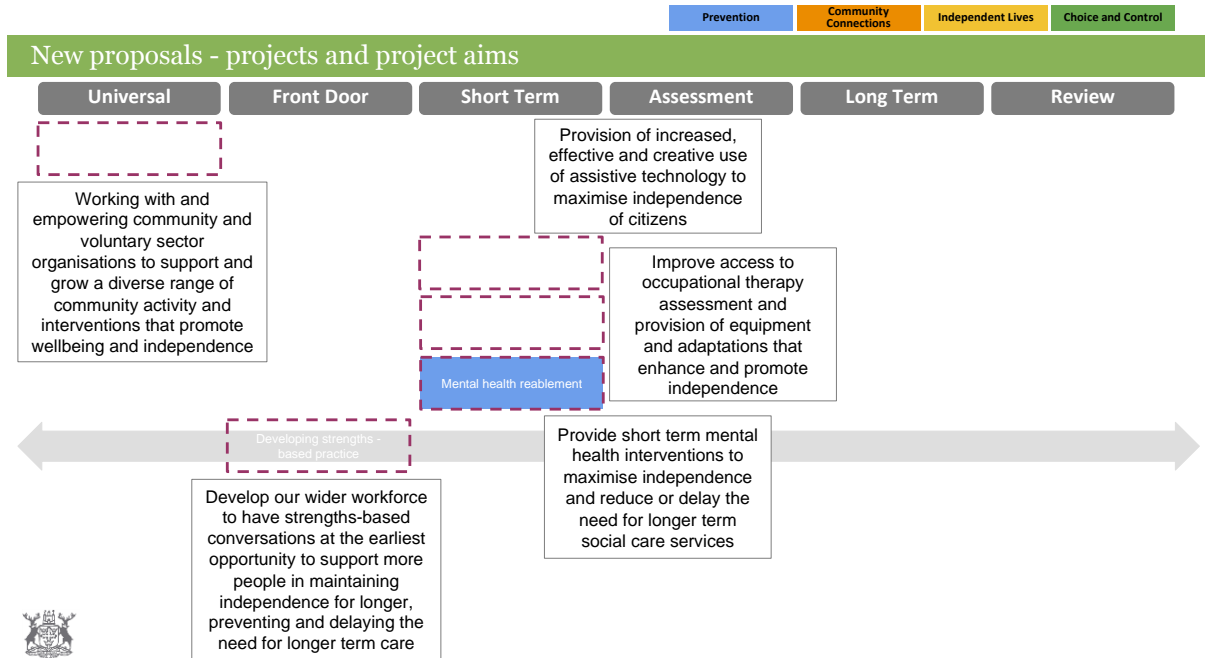 Prevention
Community
Connections
Independent Lives
Choice and Control
New proposals - projects and project aims
Universal
Front Door
Short Term
Assessment
Long Term
Review
Provision of increased,
effective and creative use
of assistive technology to
maximise independence
of citizens
Working with and
empowering community and
voluntary sector
organisations to support and
grow a diverse range of
community activity and
interventions that promote
wellbeing and independence
Improve access to
occupational therapy
assessment and
provision of equipment
and adaptations that
enhance and promote
independence
Mental health reablement
Developing strengths -
based practice
Provide short term mental
health interventions to
maximise independence
and reduce or delay the
need for longer term
social care services
Develop our wider workforce
to have strengths-based
conversations at the earliest
opportunity to support more
people in maintaining
independence for longer,
preventing and delaying the
need for longer term care